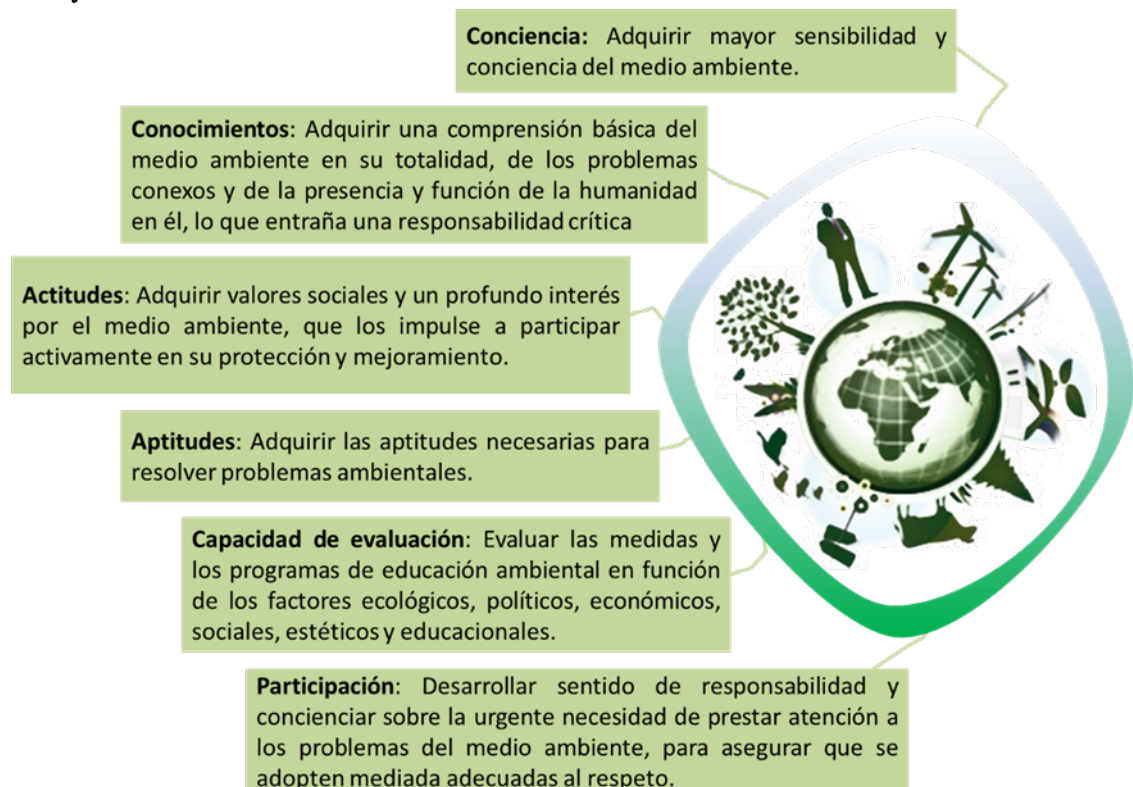 Conciencia: Adquirir mayor sensibilidad y
conciencia del medio ambiente.
Conocimientos: Adquirir una comprensión básica del
medio ambiente en su totalidad, de los problemas
conexos y de la presencia y función de la humanidad
en él, lo que entraña una responsabilidad crítica
Actitudes: Adquirir valores sociales y un profundo interés
por el medio ambiente, que los impulse a participar
activamente en su protección y mejoramiento.
Aptitudes: Adquirir las aptitudes necesarias para
resolver problemas ambientales.
Capacidad de evaluación: Evaluar las medidas y
los programas de educación ambiental en función
de los factores ecológicos, políticos, económicos,
sociales, estéticos y educacionales.
Participación: Desarrollar sentido de responsabilidad y
concienciar sobre la urgente necesidad de prestar atención a
los problemas del medio ambiente, para asegurar que se
adopten mediada adecuadas al respeto.